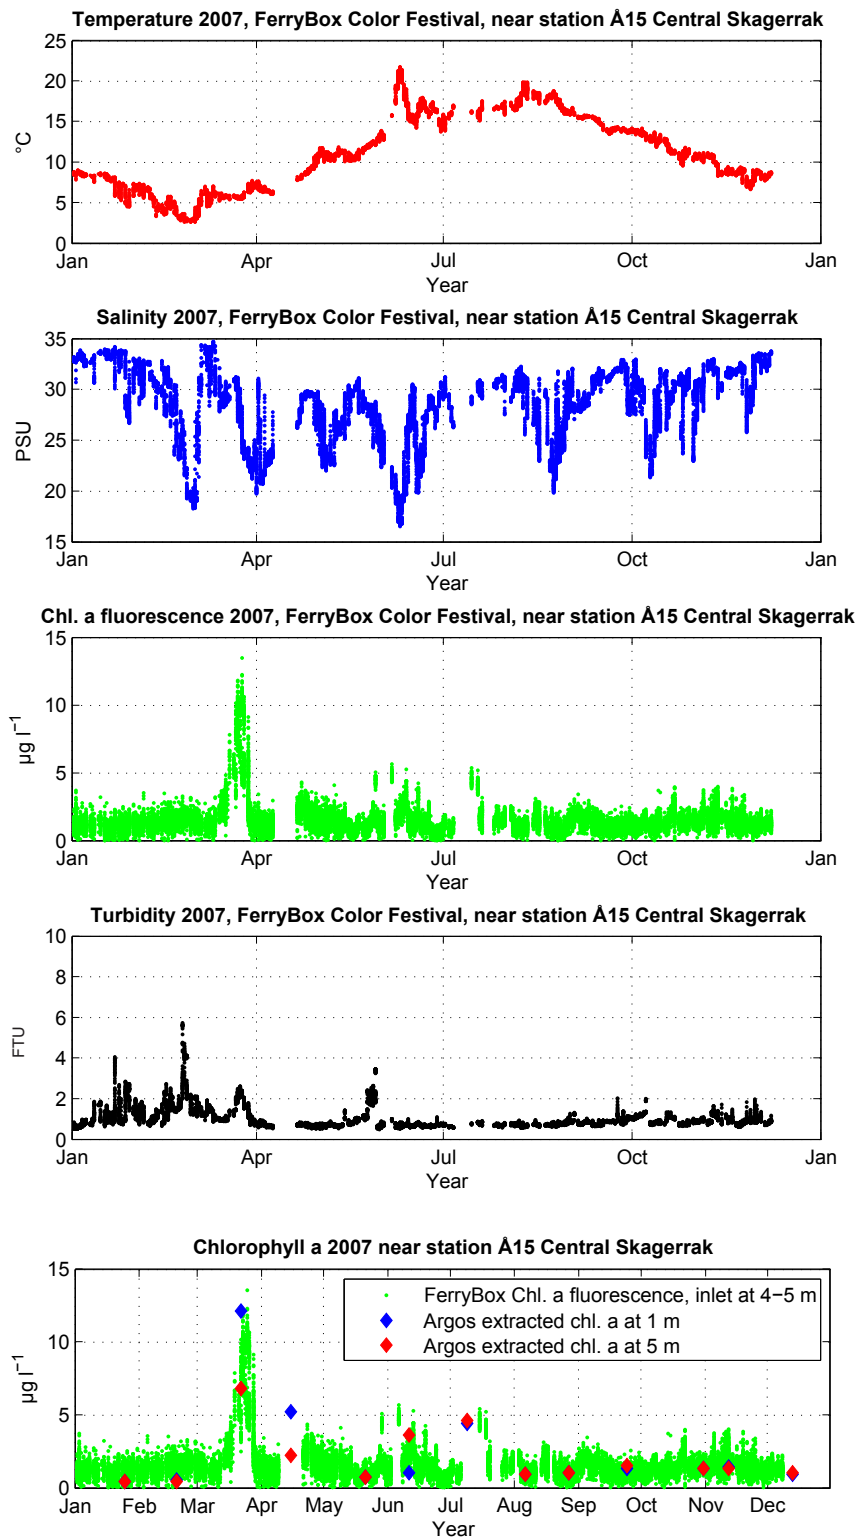 Temperature 2007, FerryBox Color Festival, near station Å15 Central Skagerrak
25
20
15
10
5
0
°C
Jan Apr Jul Oct Jan
Year
Salinity 2007, FerryBox Color Festival, near station Å15 Central Skagerrak
35
30
25
20
15
PSU
Jan Apr Jul Oct Jan
Year
Chl. a fluorescence 2007, FerryBox Color Festival, near station Å15 Central Skagerrak
15
10
5
0
µg l−1
Jan Apr Jul Oct Jan
Year
Turbidity 2007, FerryBox Color Festival, near station Å15 Central Skagerrak
10
8
6
4
2
0
FTU
Jan Apr Jul Oct Jan
Year
Chlorophyll a 2007 near station Å15 Central Skagerrak
15
10
5
0
µg l−1
FerryBox Chl. a fluorescence, inlet at 4−5 m
Argos extracted chl. a at 1 m
Argos extracted chl. a at 5 m
Jan Feb Mar Apr May Jun Jul Aug Sep Oct Nov Dec
Year